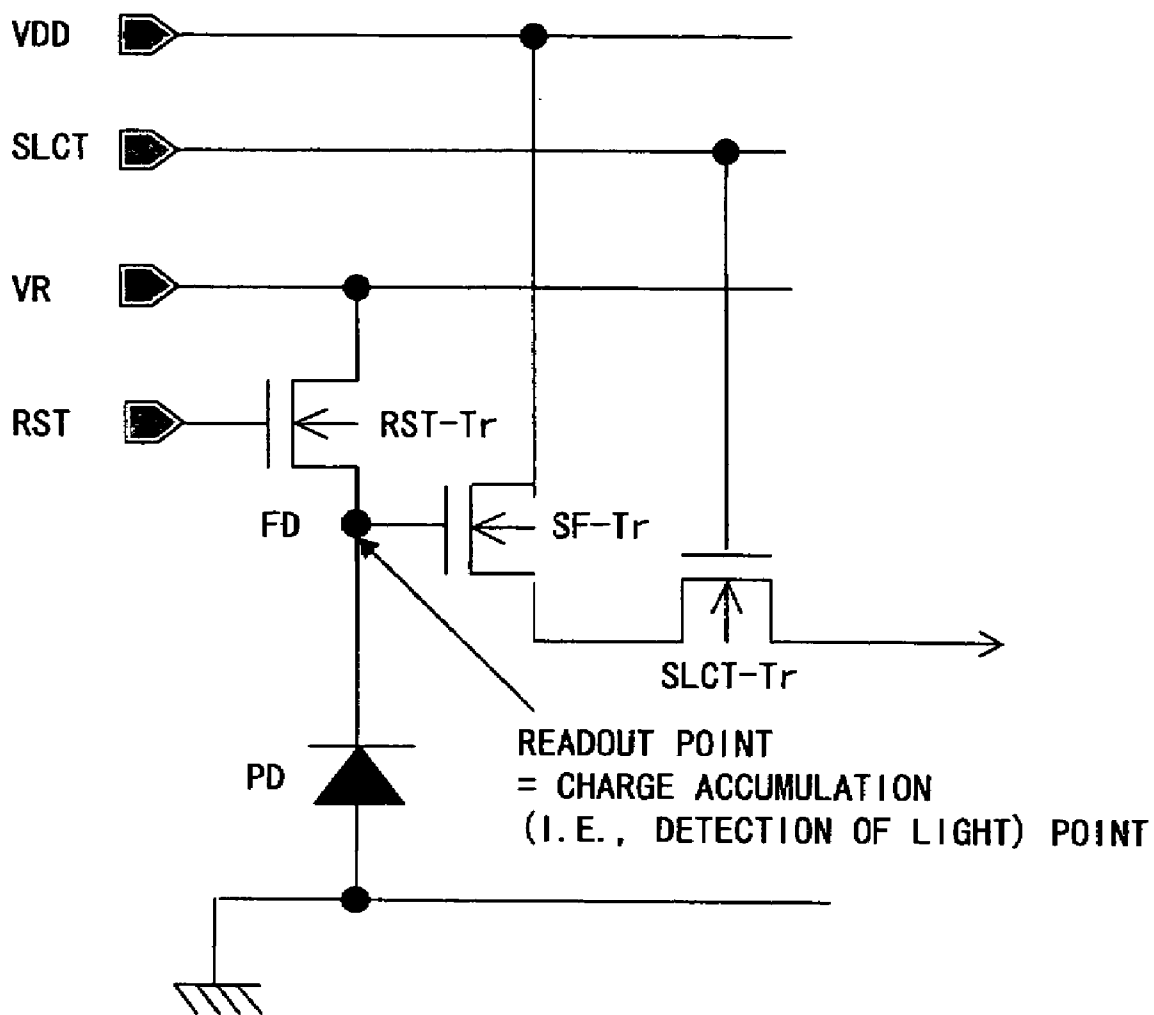 VDD
SLCT
VR
RST
RST-Tr
FD
SF-Tr
SLCT-Tr
PD
READOUT POINT
= CHARGE ACCUMULATION
(I.E., DETECTION OF LIGHT) POINT